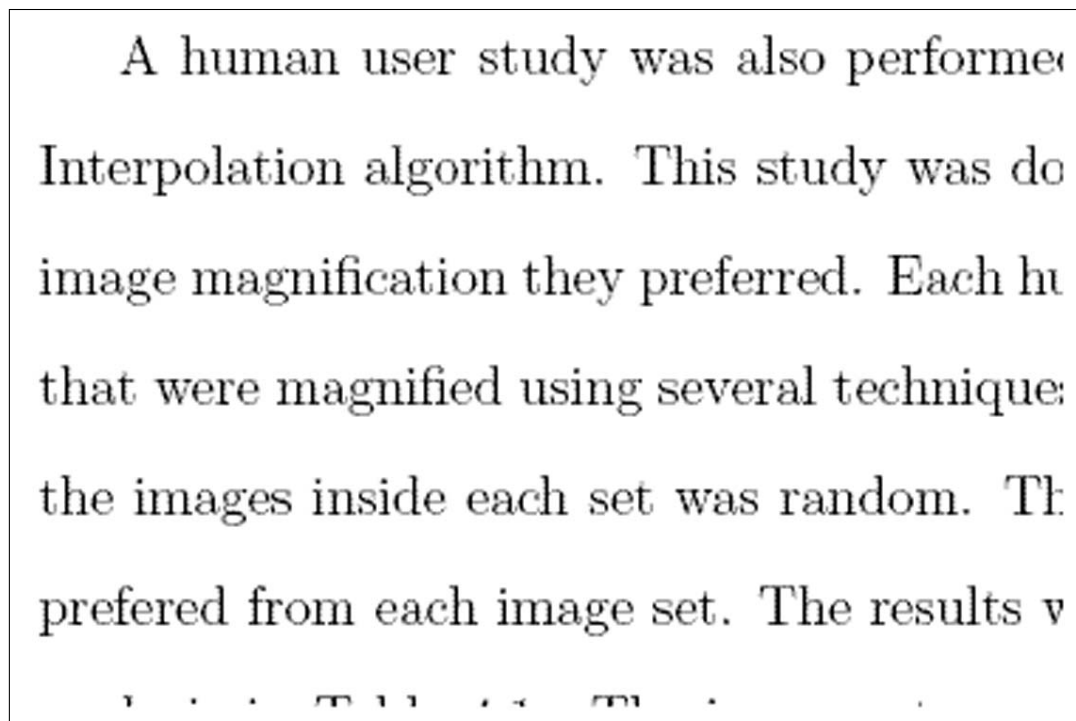 A human user study was also performe
Interpolation algorithm. This study was do
image magnification they preferred. Each hu
that were magnified using several techniques
the images inside each set was random. Th
prefered from each image set. The results